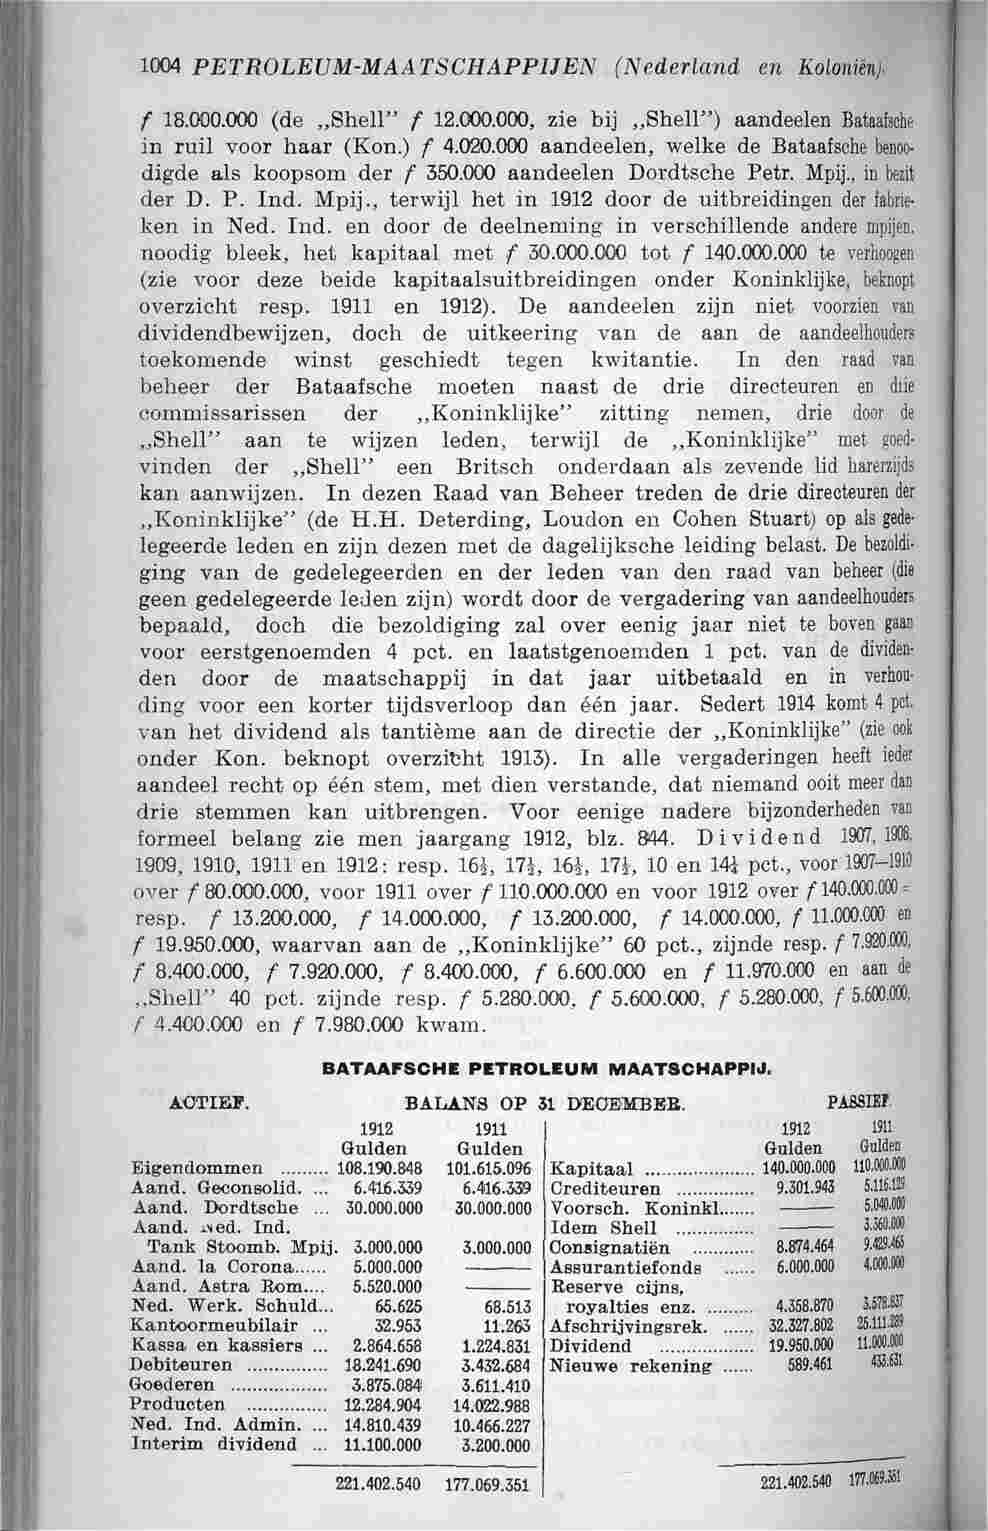 1004 PETROLEUM-MAATSCHAPPIJEN (Nederland en Koloniën).
f 18.000.000 (de „Shell” f 12.000.000, zie bij „Shell”) aandeelen Bataafsche
in ruil voor haar (Kon.) f 4.020.000 aandeelen, welke de Bataafsche benoo-
digde als koopsom der f 350.000 aandeelen Dordtsche Petr. Mpij., in bezit
der D. P. Ind. Mpij., terwijl het in 1912 door de uitbreidingen der fabrie-
ken in Ned. Ind. en door de deelneming in verschillende andere mpijen.
noodig bleek, het kapitaal met f 30.000.000 tot f 140.000.000 te verhoogen
(zie voor deze beide kapitaalsuitbreidingen onder Koninklijke, beknopt
overzicht resp. 1911 en 1912). De aandeelen zijn niet voorzien van
dividendbewijzen, doch de uitkeering van de aan de aandeelhouders
toekomende winst geschiedt tegen kwitantie. In den raad van
beheer der Bataafsche moeten naast de drie directeuren en drie
commissarissen der „Koninklijke” zitting nemen, drie door de
„Shell” aan te wijzen leden, terwijl de „Koninklijke” met goed-
vinden der „Shell” een Britsch onderdaan als zevende lid harerzijds
kan aanwijzen. In dezen Raad van Beheer treden de drie directeuren der
„Koninklijke” (de H.H. Deterding, Loudon en Cohen Stuart) op als gede-
legeerde leden en zijn dezen met de dagelijksche leiding belast. De bezoldi-
ging van de gedelegeerden en der leden van den raad van beheer (die
geen gedelegeerde leden zijn) wordt door de vergadering van aandeelhouders
bepaald, doch die bezoldiging zal over eenig jaar niet te boven gaan
voor eerstgenoemden 4 pct. en laatstgenoemden 1 pct. van de dividen-
den door de maatschappij in dat jaar uitbetaald en in verhou-
ding voor een korter tijdsverloop dan één jaar. Sedert 1914 komt 4 pct.
van het dividend als tantième aan de directie der „Koninklijke” (zie ook
onder Kon. beknopt overzicht 1913). In alle vergaderingen heeft ieder
aandeel recht op één stem, met dien verstande, dat niemand ooit meer dan
drie stemmen kan uitbrengen. Voor eenige nadere bijzonderheden van
formeel belang zie men jaargang 1912, blz. 844. Dividend 1907, 1908,
1909, 1910, 1911 en 1912: resp. 16½, 17½, 16½, 17½, 10 en 14¼ pct., voor 1907—1910
over f 80.000.000, voor 1911 over f 110.000.000 en voor 1912 over f 140.000.000 =
resp. f 13.200.000, f 14.000.000, f 13.200.000, f 14.000.000, f 11.000.000 en
f 19.950.000, waarvan aan de „Koninklijke” 60 pct., zijnde resp. f 7.920.000,
f 8.400.000, f 7.920.000, f 8.400.000, f 6.600.000 en f 11.970.000 en aan de
„Shell” 40 pct. zijnde resp. f 5.280.000, f 5.600.000, f 5.280.000, f 5.600.000,
f 4.400.000 en f 7.980.000 kwam.
BATAAFSCHE PETROLEUM MAATSCHAPPIJ.
ACTIEF. BALANS OP 31 DECEMBER. PASSIEF.
1912 1911 1912 1911
Gulden Gulden Gulden Gulden
Eigendommen ......... 108.190.848 101.615.096 Kapitaal ..................... 140.000.000 110.000.000
Aand. Geconsolid. ... 6.416.339 6.416.339 Crediteuren ............... 9.301.943 5.116.129
Aand. Dordtsche ... 30.000.000 30.000.000 Voorsch. Koninkl....... ——— 5.040.000
Aand. Ned. Ind. Idem Shell ............... ——— 3.360.000
Tank Stoomb. Mpij. 3.000.000 3.000.000 Consignatiën ............ 8.874.464 9.429.465
Aand. la Corona...... 5.000.000 ——— Assurantiefonds ...... 6.000.000 4.000.000
Aand. Astra Rom.... 5.520.000 ——— Reserve cijns,
Ned. Werk. Schuld... 65.625 68.513 royalties enz. ......... 4.358.870 3.578.837
Kantoormeubilair ... 32.953 11.263 Afschrijvingsrek. ...... 32.327.802 25.111.289
Kassa en kassiers ... 2.864.658 1.224.831 Dividend .................. 19.950.000 11.000.000
Debiteuren ............... 18.241.690 3.432.684 Nieuwe rekening ...... 589.461 433.631
Goederen .................. 3.875.084 3.611.410
Producten ............... 12.284.904 14.022.988
Ned. Ind. Admin. ... 14.810.439 10.466.227
Interim dividend ... 11.100.000 3.200.000
221.402.540 177.069.351 221.402.540 177.069.351